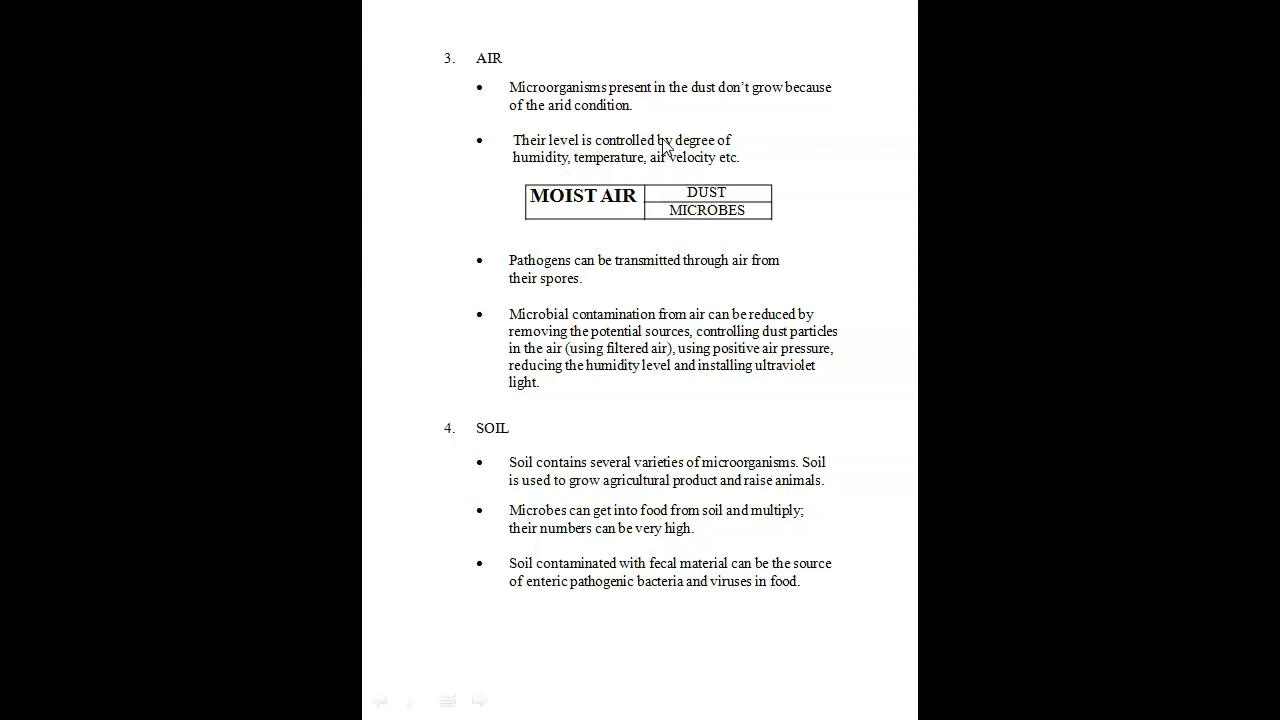 3. AIR
• Microorganisms present in the dust don’t grow because
of the arid condition.
• Their level is controlled by degree of
humidity, temperature, air velocity etc.
MOIST AIR DUST
MICROBES
• Pathogens can be transmitted through air from
their spores.
• Microbial contamination from air can be reduced by
removing the potential sources, controlling dust particles
in the air (using filtered air), using positive air pressure,
reducing the humidity level and installing ultraviolet
light.
4. SOIL
• Soil contains several varieties of microorganisms. Soil
is used to grow agricultural product and raise animals.
• Microbes can get into food from soil and multiply;
their numbers can be very high.
• Soil contaminated with fecal material can be the source
of enteric pathogenic bacteria and viruses in food.